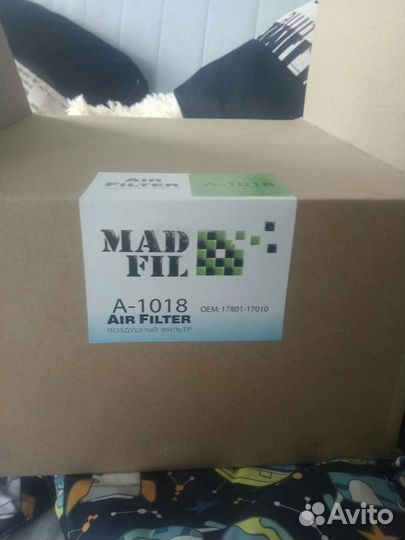 AIR
FILTER
A-1018
MAD
FIL
A-1018
OEM: 17801-17010
AIR FILTER
ВОЗДУШНЫЙ ФИЛЬТР
Avito